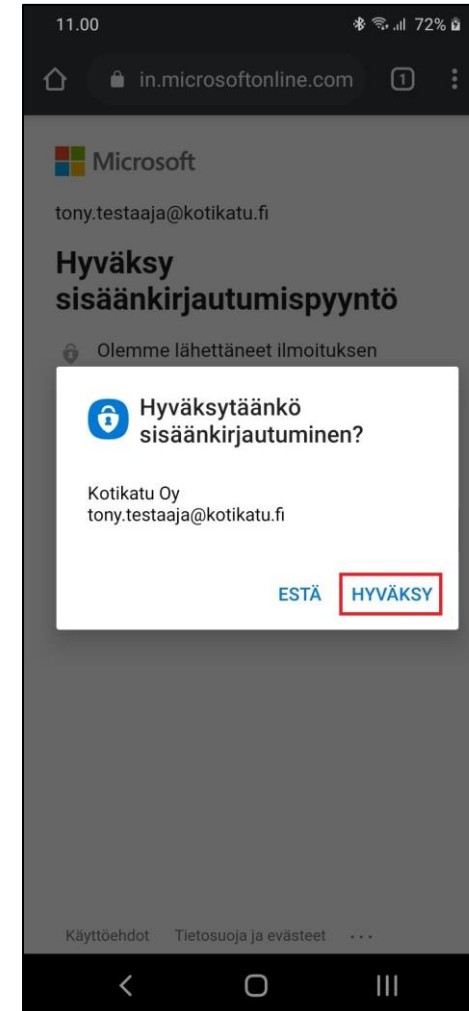 11.00 72%
in.microsoftonline.com 1
Microsoft
tony.testaaja@kotikatu.fi
Hyväksy
sisäänkirjautumispyyntö
Olemme lähettäneet ilmoituksen
Hyväksytäänkö
sisäänkirjautuminen?
Kotikatu Oy
tony.testaaja@kotikatu.fi
ESTÄ HYVÄKSY
Käyttöehdot Tietosuoja ja evästeet ...